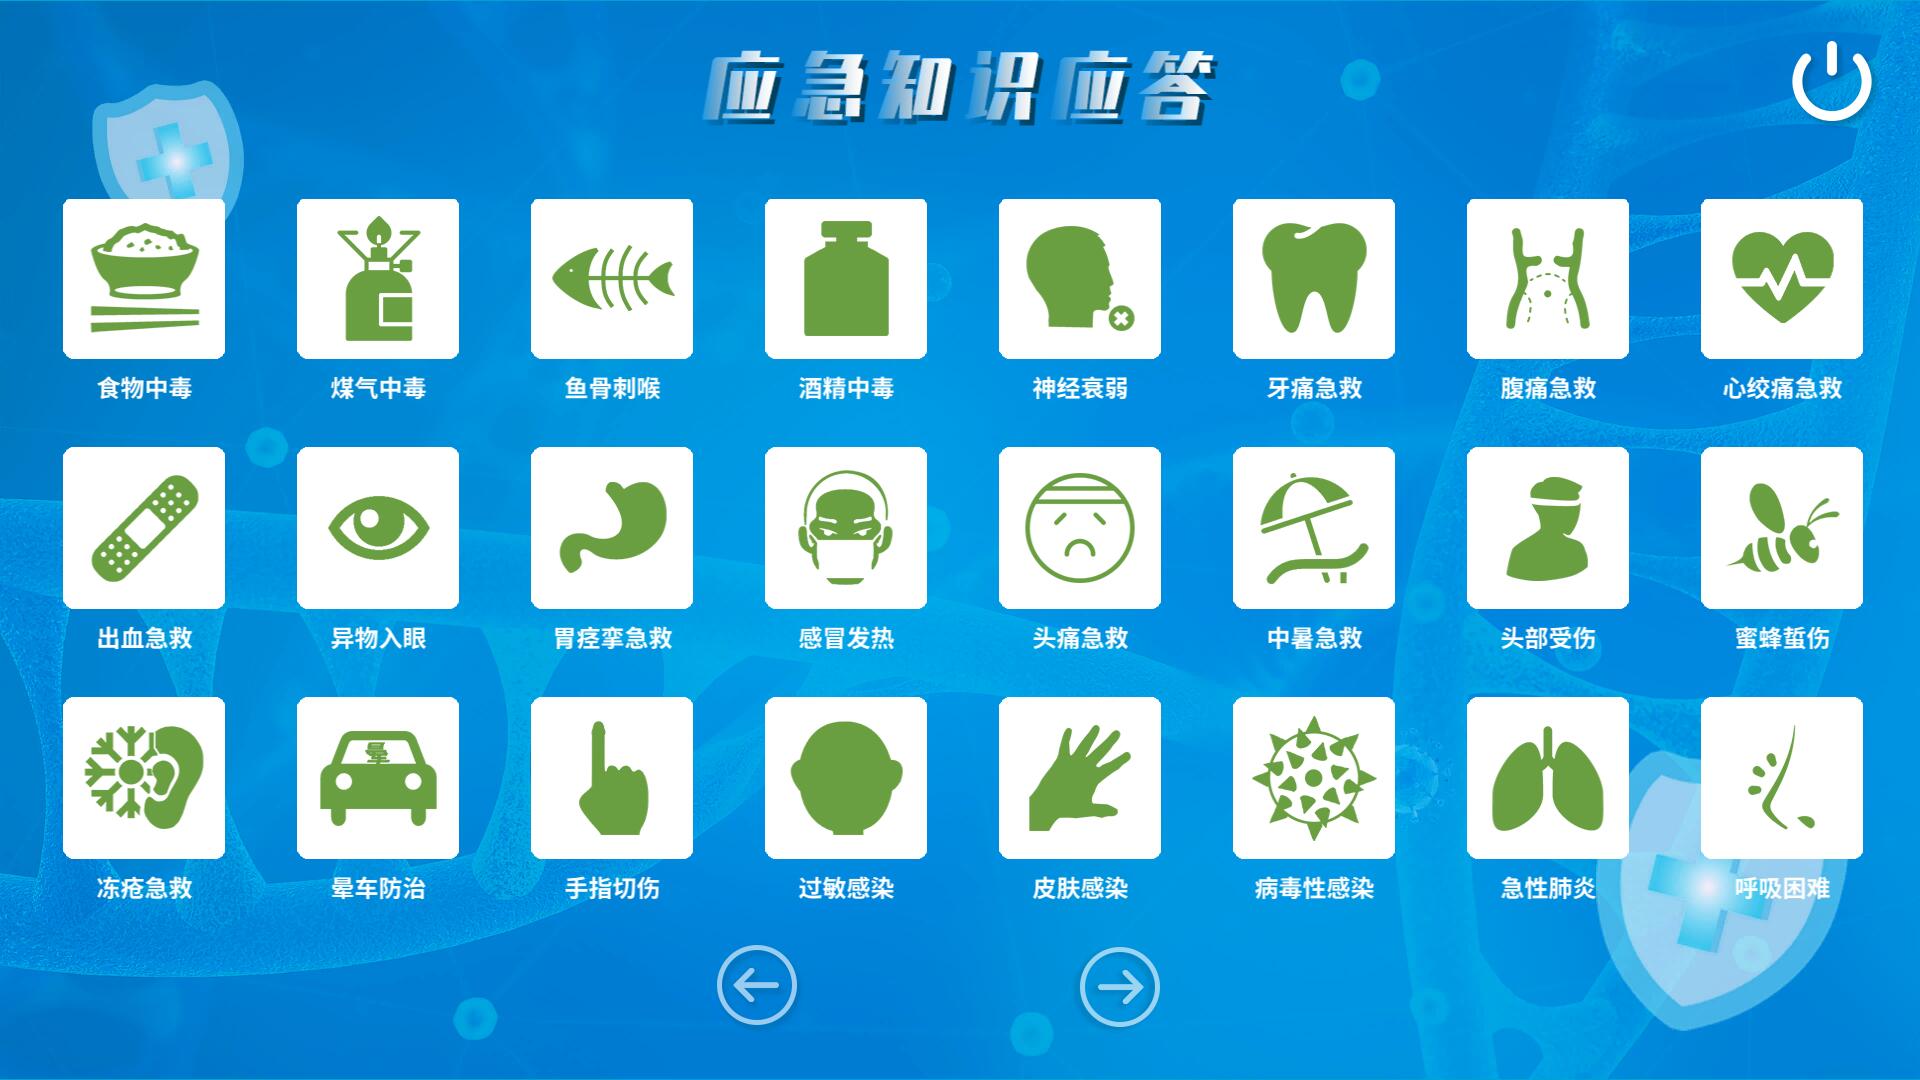 应急知识应答
食物中毒
煤气中毒
鱼骨刺喉
酒精中毒
神经衰弱
牙痛急救
腹痛急救
心绞痛急救
出血急救
异物入眼
胃痉挛急救
感冒发热
头痛急救
中暑急救
头部受伤
蜜蜂蜇伤
晕
冻疮急救
晕车防治
手指切伤
过敏感染
皮肤感染
病毒性感染
急性肺炎
呼吸困难